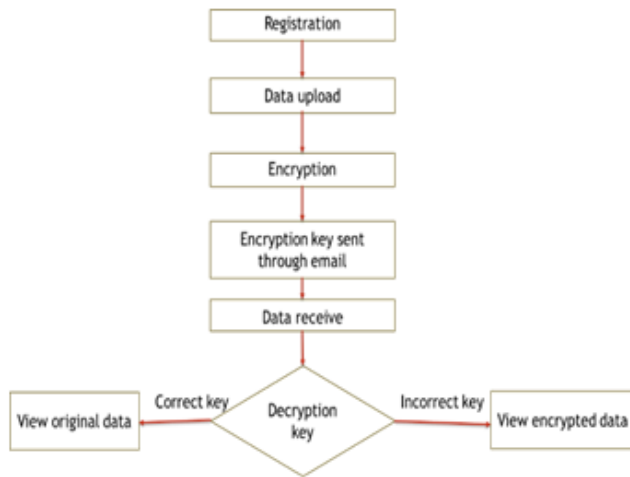 Registration
Data upload
Encryption
Encryption key sent
through email
Data receive
Correct key
Incorrect key
View original data
Decryption
key
View encrypted data